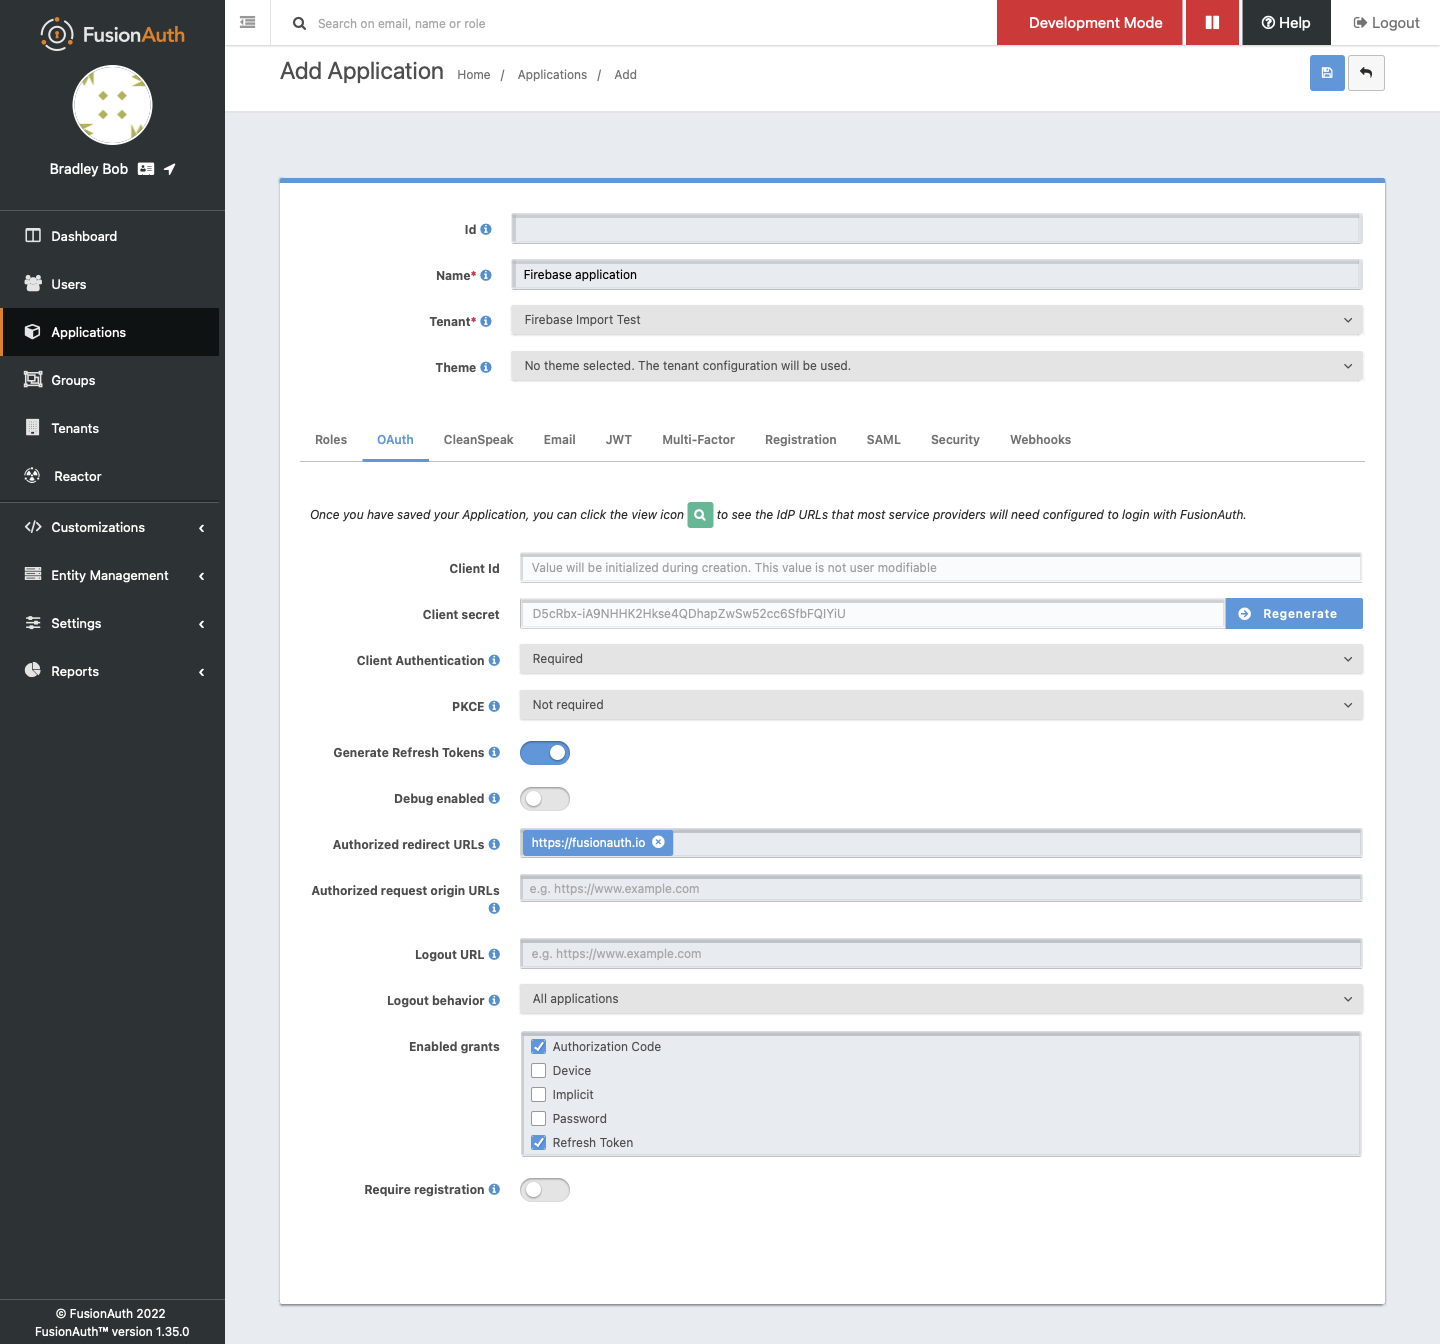 FusionAuth
Search on email, name or role
Development Mode
Help
Logout
Add Application
Home / Applications / Add
Bradley Bob
Dashboard
Users
Applications
Groups
Tenants
Reactor
Customizations
Entity Management
Settings
Reports
© FusionAuth 2022
FusionAuth™ version 1.35.0
Id
Name* Firebase application
Tenant* Firebase Import Test
Theme No theme selected. The tenant configuration will be used.
Roles OAuth CleanSpeak Email JWT Multi-Factor Registration SAML Security Webhooks
Once you have saved your Application, you can click the view icon to see the IdP URLs that most service providers will need configured to login with FusionAuth.
Client Id Value will be initialized during creation. This value is not user modifiable
Client secret D5cRbx-iA9NHHK2Hkse4QDhapZwSw52cc6SfbFQIYiU Regenerate
Client Authentication Required
PKCE Not required
Generate Refresh Tokens
Debug enabled
Authorized redirect URLs https://fusionauth.io
Authorized request origin URLs e.g. https://www.example.com
Logout URL e.g. https://www.example.com
Logout behavior All applications
Enabled grants Authorization Code
Device
Implicit
Password
Refresh Token
Require registration